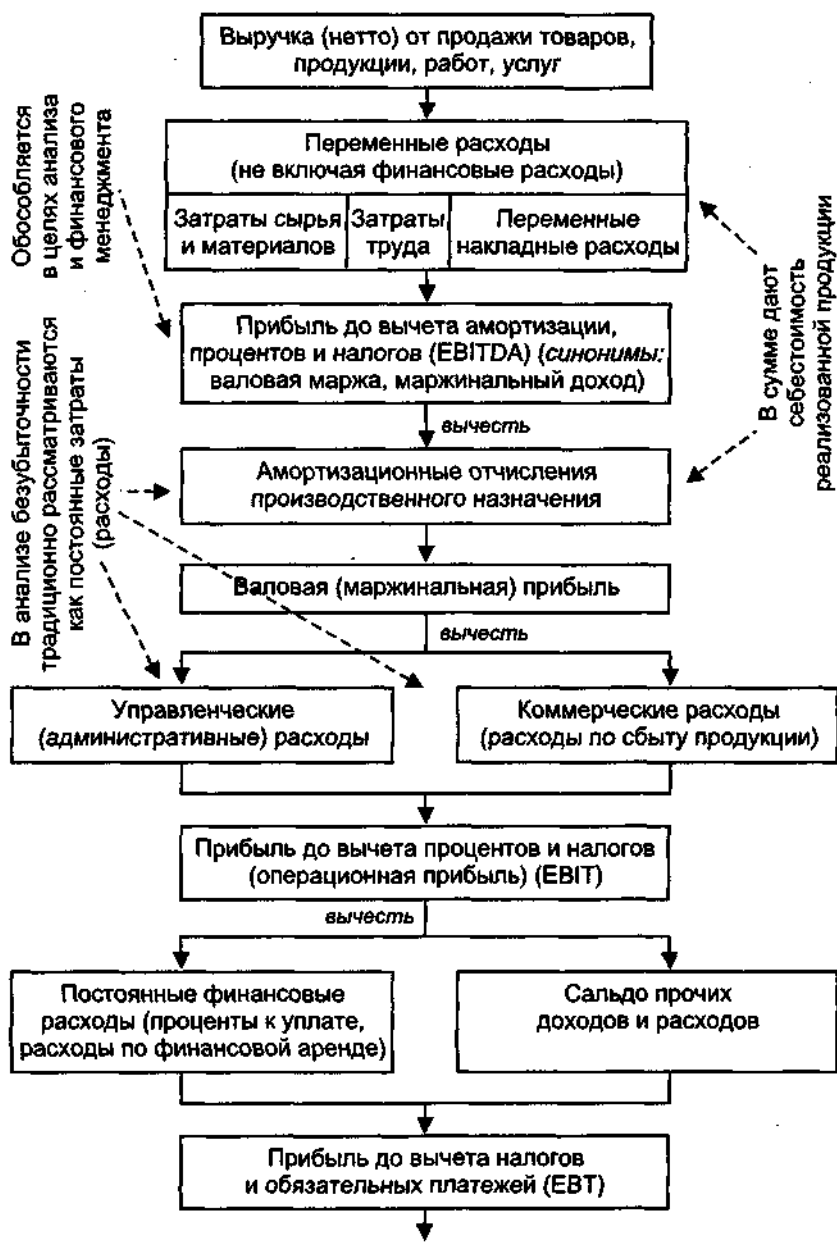 Выручка (нетто) от продажи товаров,
продукции, работ, услуг
Обособляется
в целях анализа
и финансового
менеджмента
Переменные расходы
(не включая финансовые расходы)
Затраты сырья
и материалов
Затраты
труда
Переменные
накладные расходы
В сумме дают
себестоимость
реализованной продукции
Прибыль до вычета амортизации,
процентов и налогов (EBITDA) (синонимы:
валовая маржа, маржинальный доход)
вычесть
В анализе безубыточности
традиционно рассматриваются
как постоянные затраты
(расходы)
Амортизационные отчисления
производственного назначения
Валовая (маржинальная) прибыль
вычесть
Управленческие
(административные) расходы
Коммерческие расходы
(расходы по сбыту продукции)
Прибыль до вычета процентов и налогов
(операционная прибыль) (EBIT)
вычесть
Постоянные финансовые
расходы (проценты к уплате,
расходы по финансовой аренде)
Сальдо прочих
доходов и расходов
Прибыль до вычета налогов
и обязательных платежей (EBT)